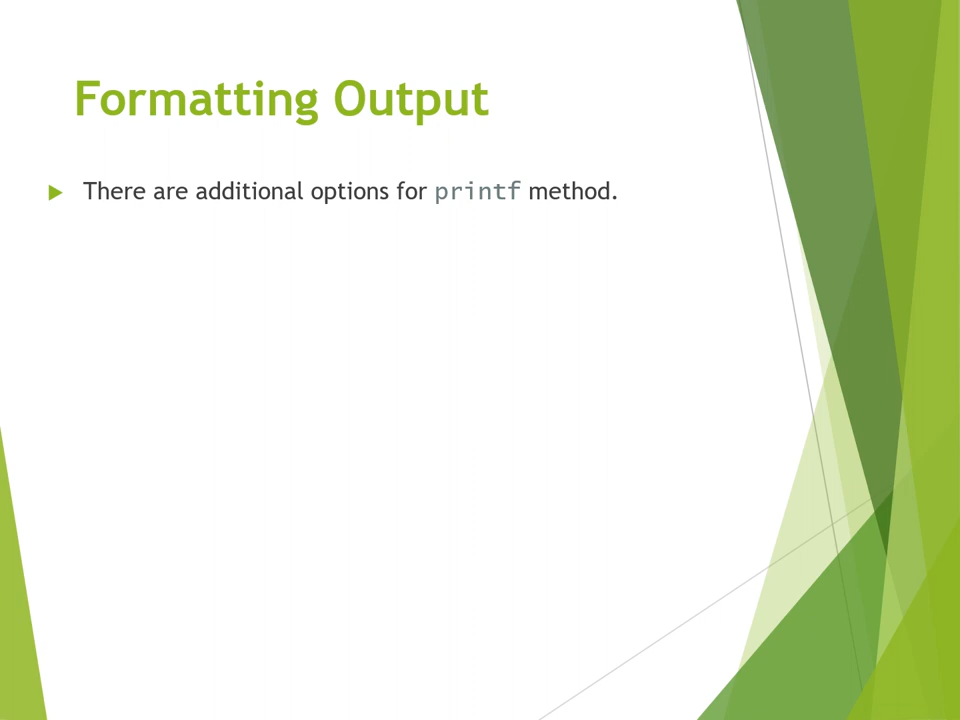 Formatting Output
There are additional options for printf method.